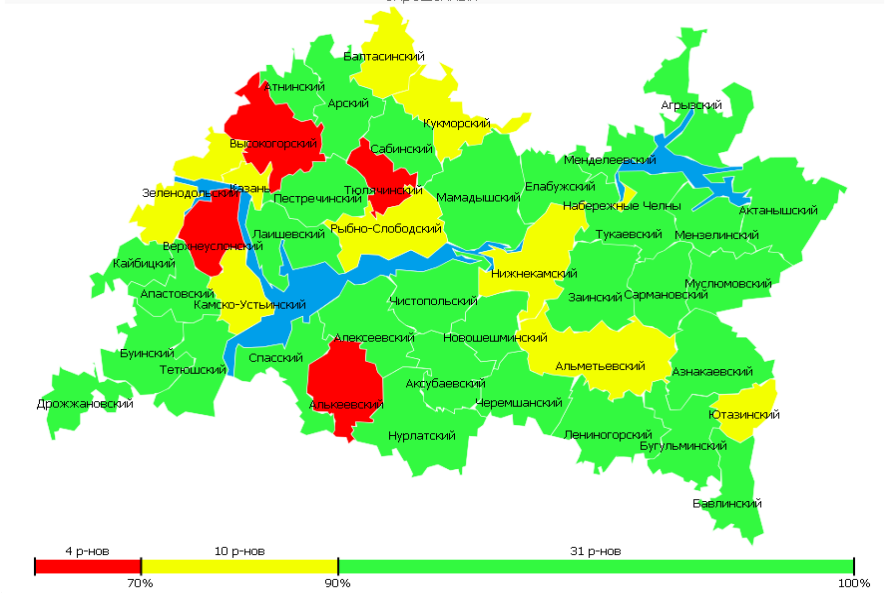 Балтасинский
Атнинский
Арский
Агрызский
Кукморский
Высокогорский
Сабинский
Менделеевский
Зеленодольский
Казань
Тюлячинский
Елабужский
Пестречинский
Мамадышский
Набережные Челны
Актанышский
Рыбно-Слободский
Лаишевский
Тукаевский
Мензелинский
Верхнеуслонский
Кайбицкий
Нижнекамский
Муслюмовский
Апастовский
Камско-Устьинский
Чистопольский
Заинский
Сармановский
Алексеевский
Новошешминский
Буинский
Спасский
Тетюшский
Альметьевский
Азнакаевский
Аксубаевский
Дрожжановский
Алькеевский
Черемшанский
Ютазинский
Нурлатский
Лениногорский
Бугульминский
Бавлинский
4 р-нов
10 р-нов
31 р-нов
70%
90%
100%